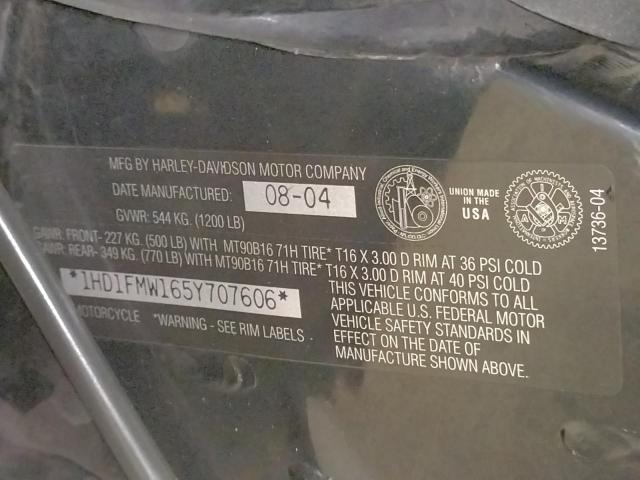 MFG BY HARLEY-DAVIDSON MOTOR COMPANY
DATE MANUFACTURED: 08-04
GVWR: 544 KG. (1200 LB)
GAWR: FRONT- 227 KG. (500 LB) WITH MT90B16 71H TIRE* T16 X 3.00 D RIM AT 36 PSI COLD
GAWR: REAR- 349 KG. (770 LB) WITH MT90B16 71H TIRE* T16 X 3.00 D RIM AT 40 PSI COLD
*1HD1FMW165Y707606*
MOTORCYCLE *WARNING - SEE RIM LABELS
THIS VEHICLE CONFORMS TO ALL
APPLICABLE U.S. FEDERAL MOTOR
VEHICLE SAFETY STANDARDS IN
EFFECT ON THE DATE OF
MANUFACTURE SHOWN ABOVE.
UNION MADE
IN THE
USA
13736-04